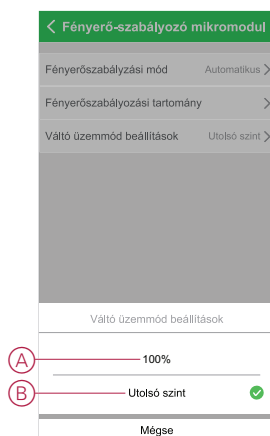 Fényerő-szabályozó mikromodul
Fényerőszabályzási mód Automatikus
Fényerőszabályozási tartomány
Váltó üzemmód beállítások Utolsó szint
Váltó üzemmód beállítások
A 100%
B Utolsó szint
Mégse